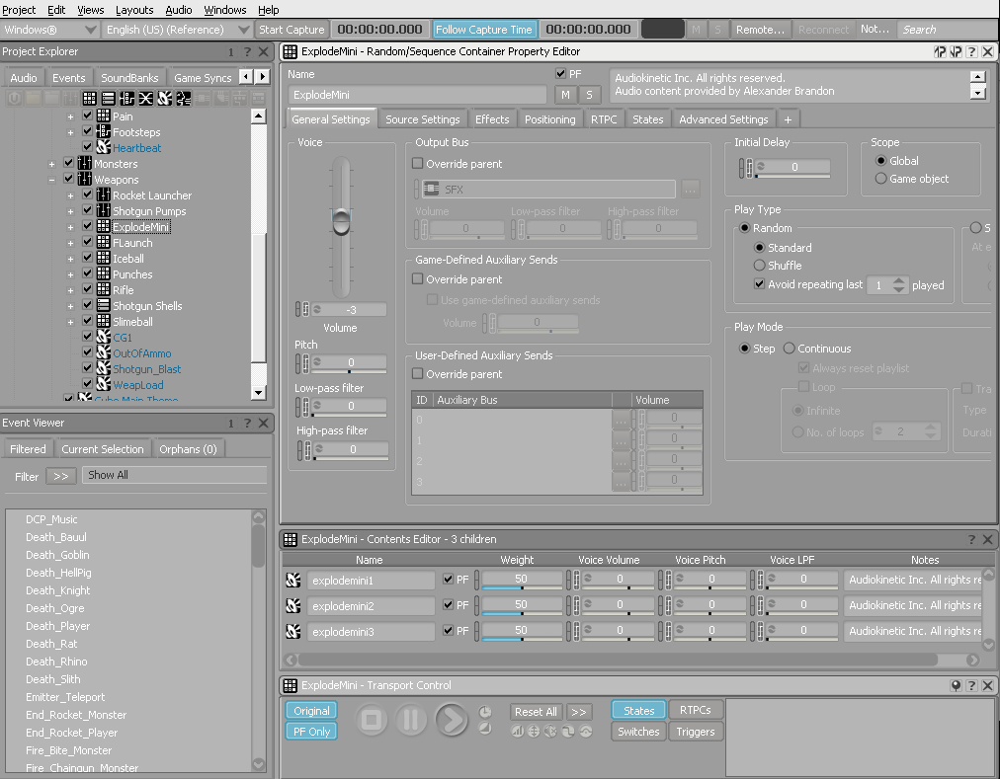 Project Edit Views Layouts Audio Windows Help
Windows® English (US) (Reference) Start Capture 00:00:00.000 Follow Capture Time 00:00:00.000 M S Remote... Reconnect Not... Search
Project Explorer 1 ? X
Audio Events SoundBanks Game Syncs
Pain
Footsteps
Heartbeat
Monsters
Weapons
Rocket Launcher
Shotgun Pumps
ExplodeMini
FLaunch
Iceball
Punches
Rifle
Shotgun Shells
Slimeball
CG1
OutOfAmmo
Shotgun_Blast
WeapLoad
Cube Main Theme
Event Viewer 1 ? X
Filtered Current Selection Orphans (0)
Filter >> Show All
DCP_Music
Death_Bauul
Death_Goblin
Death_HellPig
Death_Knight
Death_Ogre
Death_Player
Death_Rat
Death_Rhino
Death_Slith
Emitter_Teleport
End_Rocket_Monster
End_Rocket_Player
Fire_Bite_Monster
Fire_Chaingun_Monster
ExplodeMini - Random/Sequence Container Property Editor ? X
Name PF
ExplodeMini M S
Audiokinetic Inc. All rights reserved.
Audio content provided by Alexander Brandon
General Settings Source Settings Effects Positioning RTPC States Advanced Settings +
Voice
-3
Volume
Pitch
0
Low-pass filter
0
High-pass filter
0
Output Bus
Override parent
SFX ...
Volume Low-pass filter High-pass filter
0 0 0
Game-Defined Auxiliary Sends
Override parent
Use game-defined auxiliary sends
Volume 0
User-Defined Auxiliary Sends
Override parent
ID Auxiliary Bus Volume
0 ... 0
1 ... 0
2 ... 0
3 ... 0
Initial Delay
0
Scope
Global
Game object
Play Type
Random S
Standard At e
Shuffle
Avoid repeating last 1 played
Play Mode
Step Continuous
Always reset playlist
Loop Tra
Infinite Type
No. of loops 2 Durati
ExplodeMini - Contents Editor - 3 children ? X
Name Weight Voice Volume Voice Pitch Voice LPF Notes
explodemini1 PF 50 0 0 0 Audiokinetic Inc. All rights re
explodemini2 PF 50 0 0 0 Audiokinetic Inc. All rights re
explodemini3 PF 50 0 0 0 Audiokinetic Inc. All rights re
ExplodeMini - Transport Control ? X
Original Reset All >> States RTPCs
PF Only Switches Triggers